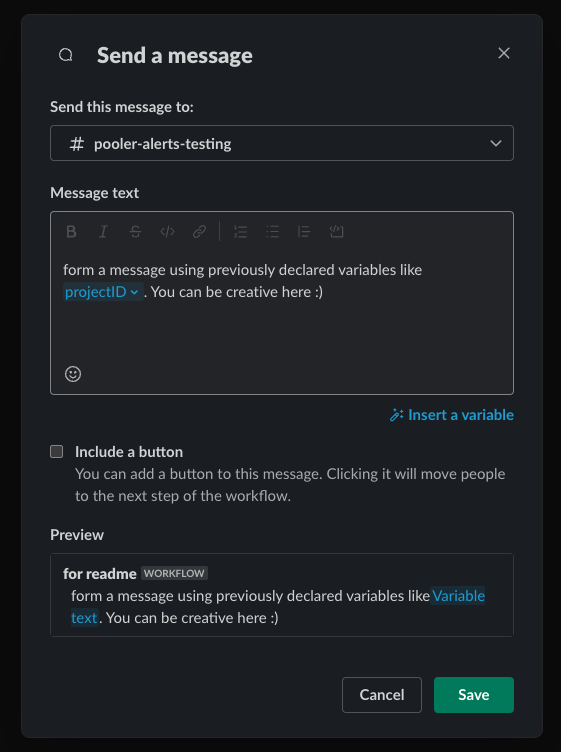 Send a message
Send this message to:
# pooler-alerts-testing
Message text
form a message using previously declared variables like
projectID . You can be creative here :)
Insert a variable
Include a button
You can add a button to this message. Clicking it will move people
to the next step of the workflow.
Preview
for readme WORKFLOW
form a message using previously declared variables like Variable
text . You can be creative here :)
Cancel Save